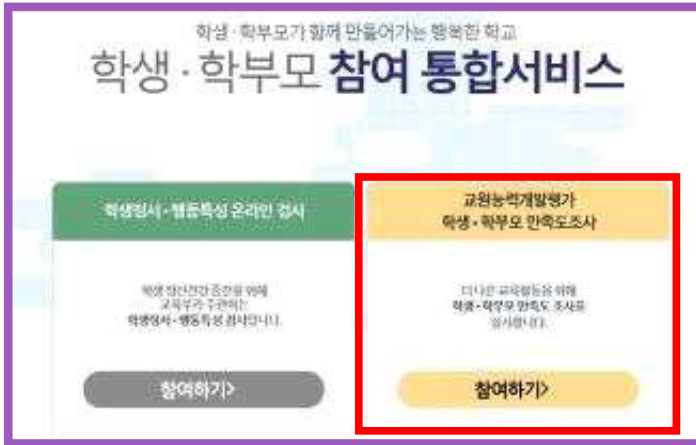 학생·학부모가 함께 만들어가는 행복한 학교
학생·학부모 참여 통합서비스
학생정서·행동특성 온라인 검사
학생 정신건강 증진을 위해
교육부가 주관하는
학생정서·행동특성 검사입니다.
참여하기>
교원능력개발평가
학생·학부모 만족도조사
더 나은 교육활동을 위해
학생·학부모 만족도 조사를
실시합니다.
참여하기>